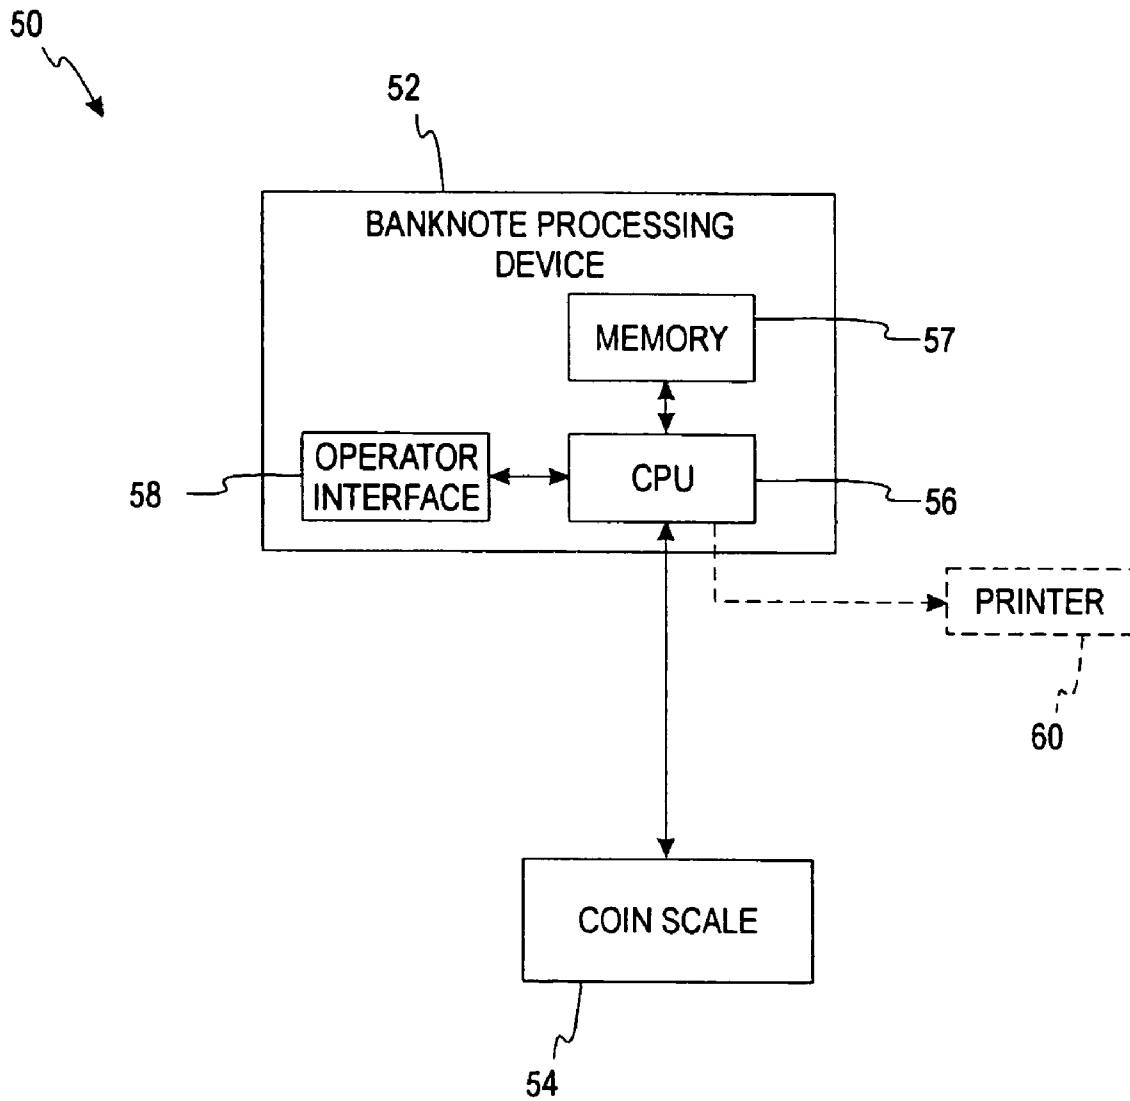 50
52
BANKNOTE PROCESSING
DEVICE
MEMORY
57
OPERATOR
INTERFACE
CPU
58
56
PRINTER
60
COIN SCALE
54